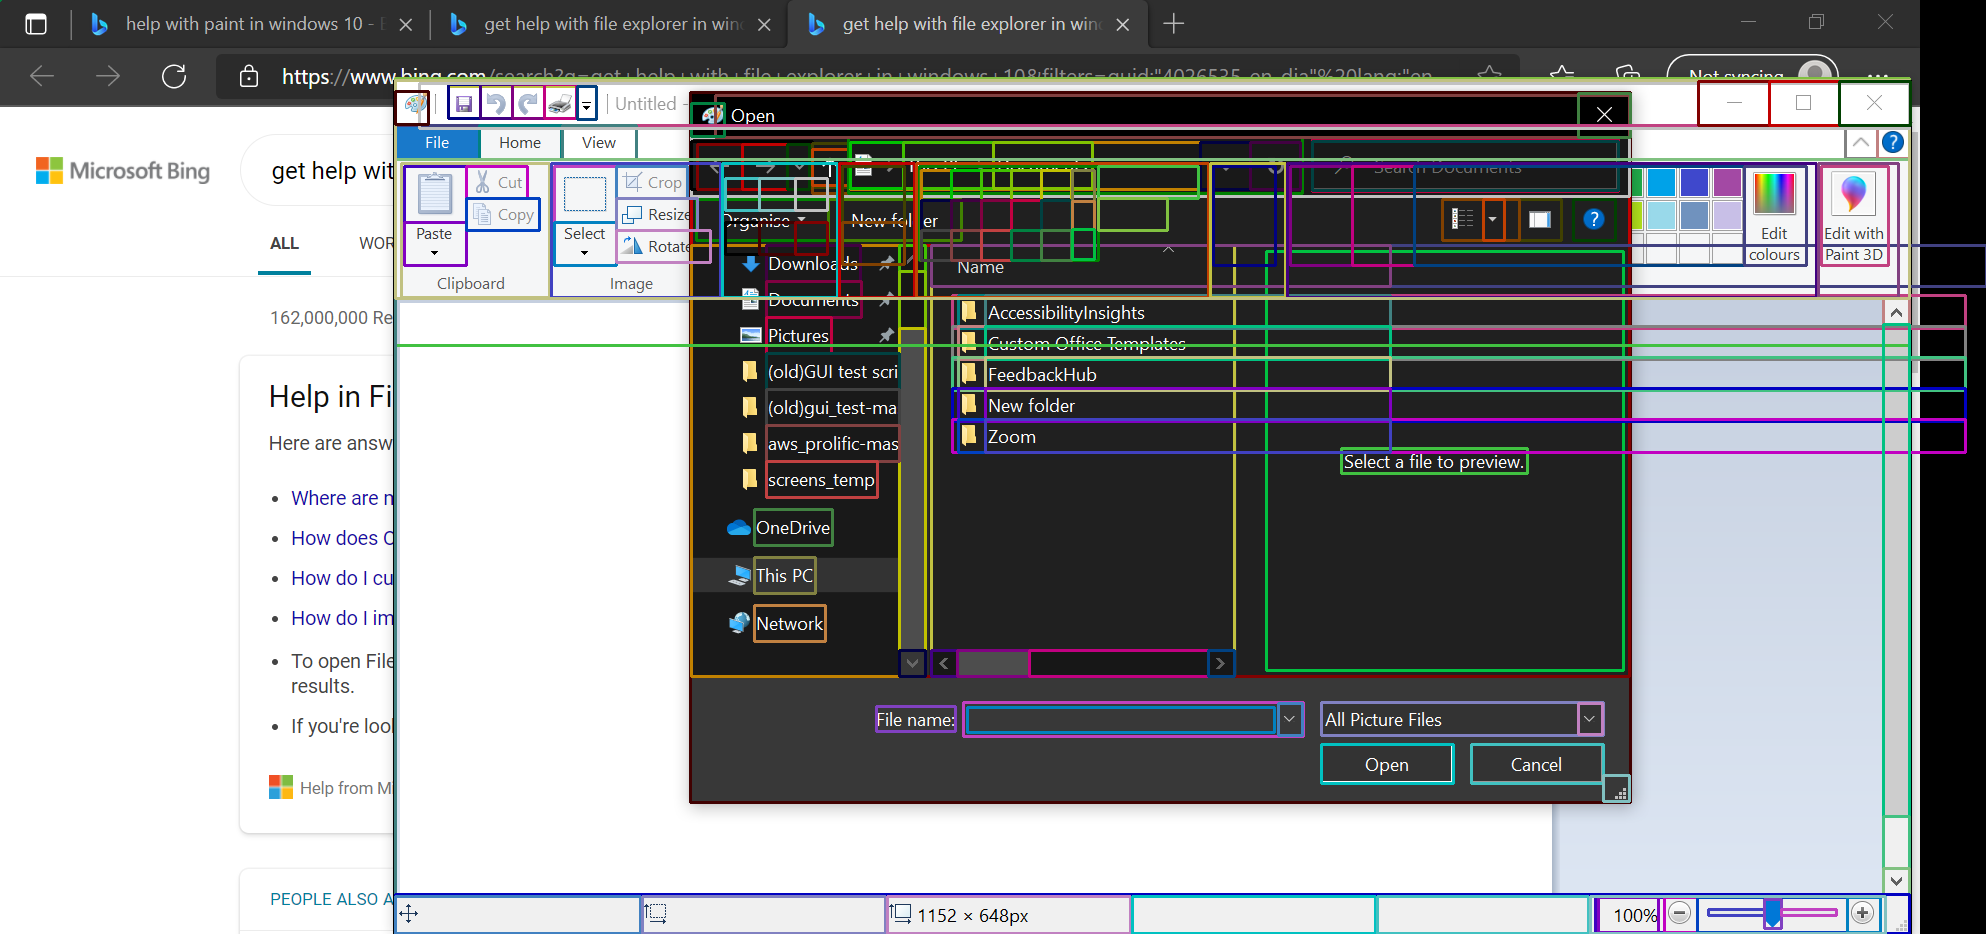 help with paint in windows 10 -
get help with file explorer in win
get help with file explorer in win
https://www.bing.com/search?q=get+help+with+file+explorer+in+windows+10&filters=guid:"4026535-en-dia"%20lang:"en
Not syncing
Microsoft Bing
get help wit
ALL
WOR
162,000,000 Re
Help in Fi
Here are answ
Where are n
How does O
How do I cu
How do I im
To open File
results.
If you're lool
Help from Mi
PEOPLE ALSO A
Untitled -
File
Home
View
Paste
Cut
Copy
Clipboard
Select
Crop
Resize
Rotate
Image
Edit
colours
Edit with
Paint 3D
Open
Search Documents
Organise
New folder
Downloads
Documents
Pictures
(old)GUI test scri
(old)gui_test-ma
aws_prolific-mas
screens_temp
OneDrive
This PC
Network
Name
AccessibilityInsights
Custom Office Templates
FeedbackHub
New folder
Zoom
Select a file to preview.
File name:
All Picture Files
Open
Cancel
1152 × 648px
100%